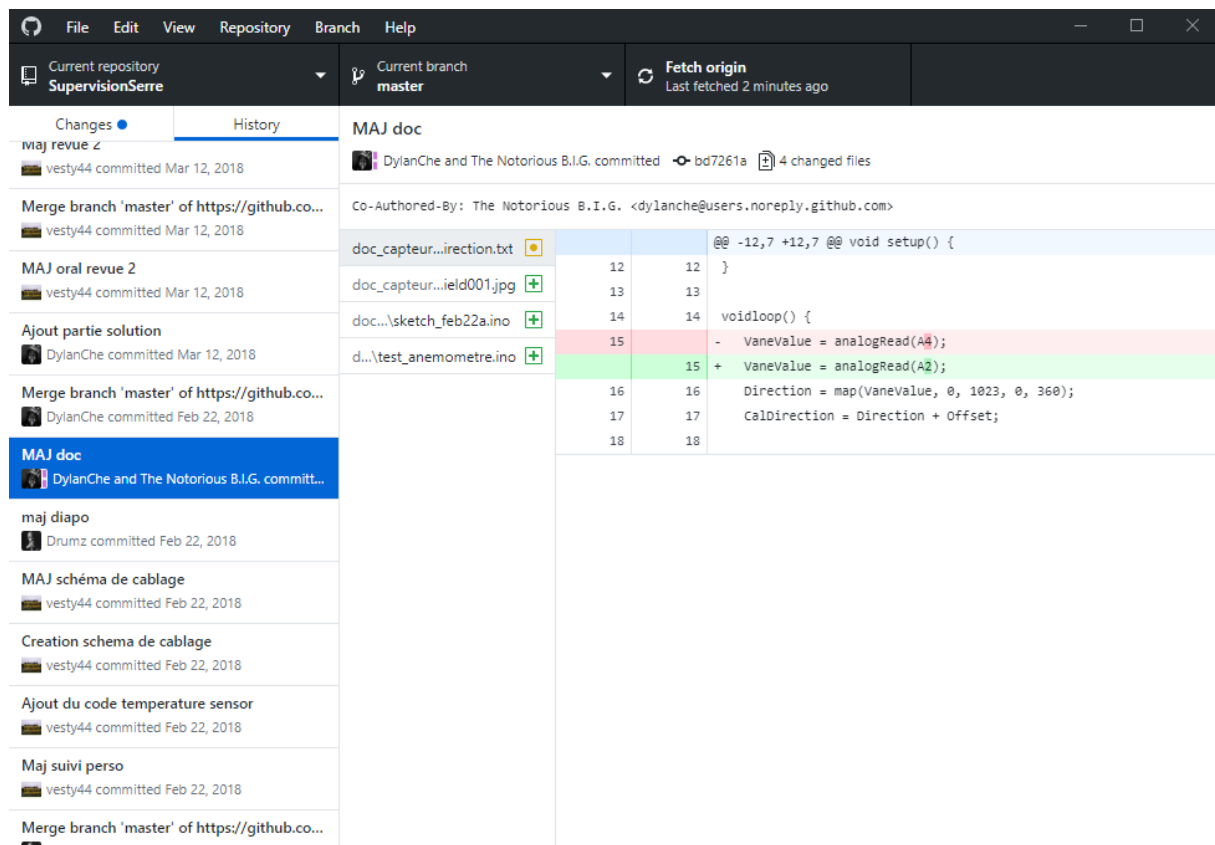 File Edit View Repository Branch Help
Current repository
SupervisionSerre
Current branch
master
Fetch origin
Last fetched 2 minutes ago
Changes History
Maj revue 2
vesty44 committed Mar 12, 2018
Merge branch 'master' of https://github.co...
vesty44 committed Mar 12, 2018
MAJ oral revue 2
vesty44 committed Mar 12, 2018
Ajout partie solution
DylanChe committed Mar 12, 2018
Merge branch 'master' of https://github.co...
DylanChe committed Feb 22, 2018
MAJ doc
DylanChe and The Notorious B.I.G. committ...
maj diapo
Drumz committed Feb 22, 2018
MAJ schéma de cablage
vesty44 committed Feb 22, 2018
Creation schema de cablage
vesty44 committed Feb 22, 2018
Ajout du code temperature sensor
vesty44 committed Feb 22, 2018
Maj suivi perso
vesty44 committed Feb 22, 2018
Merge branch 'master' of https://github.co...
MAJ doc
DylanChe and The Notorious B.I.G. committed bd7261a 4 changed files
Co-Authored-By: The Notorious B.I.G. <dylanche@users.noreply.github.com>
doc_capteur...irection.txt
doc_capteur...ield001.jpg
doc...\sketch_feb22a.ino
d...\test_anemometre.ino
@@ -12,7 +12,7 @@ void setup() {
12 12 }
13 13
14 14 voidloop() {
15 - VaneValue = analogRead(A4);
15 + VaneValue = analogRead(A2);
16 16 Direction = map(VaneValue, 0, 1023, 0, 360);
17 17 CalDirection = Direction + Offset;
18 18